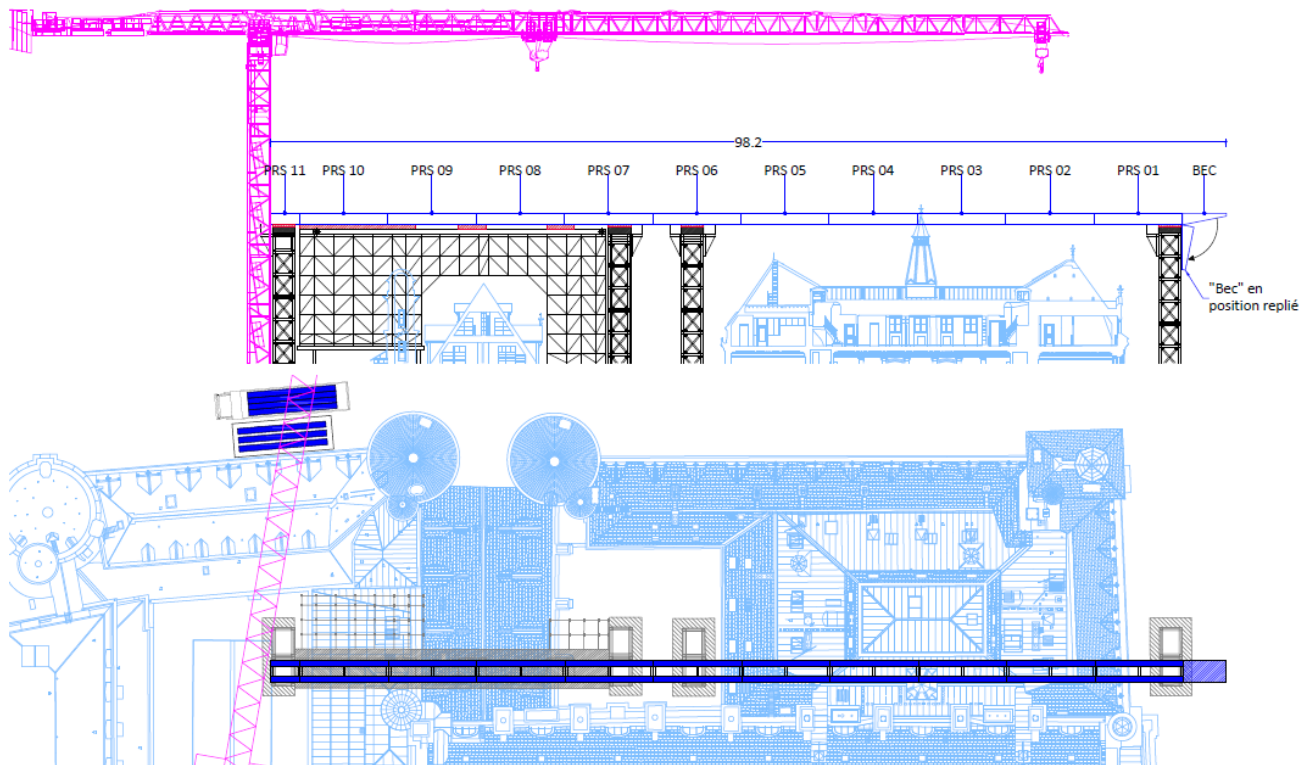 98.2
PRS 11 PRS 10 PRS 09 PRS 08 PRS 07 PRS 06 PRS 05 PRS 04 PRS 03 PRS 02 PRS 01 BEC
"Bec" en
position replié